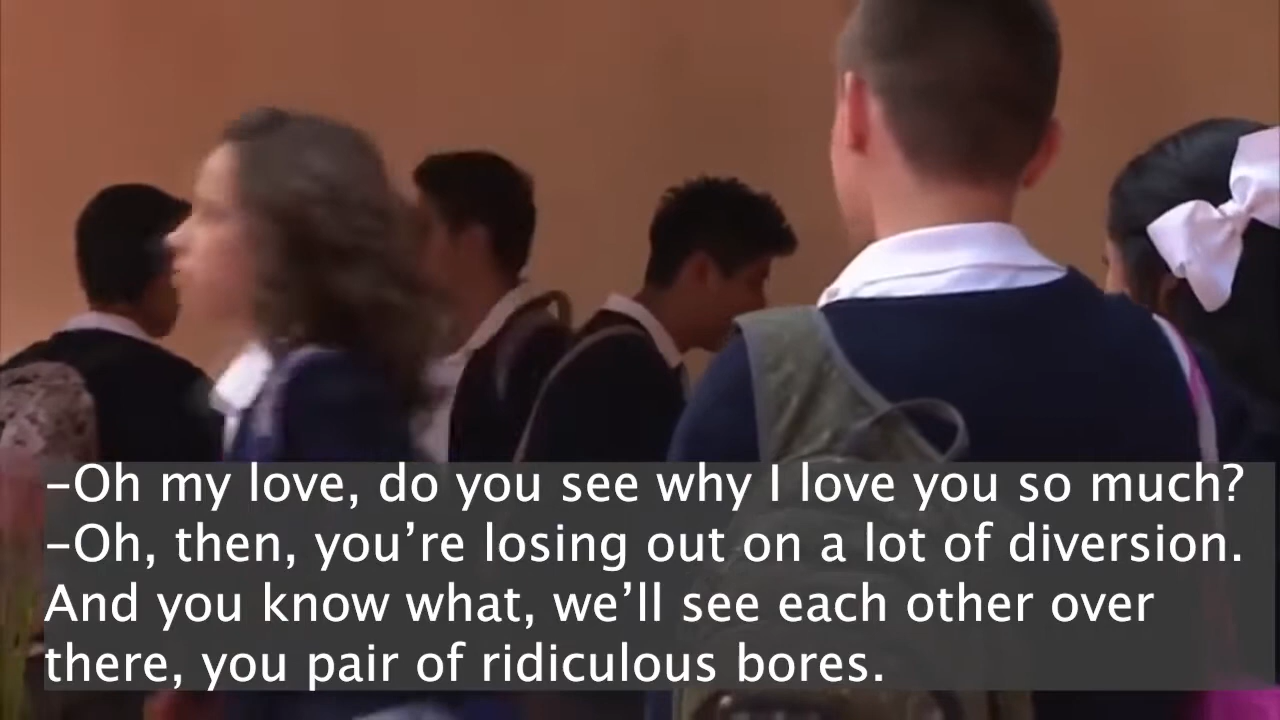 –Oh my love, do you see why I love you so much?
–Oh, then, you’re losing out on a lot of diversion.
And you know what, we’ll see each other over
there, you pair of ridiculous bores.